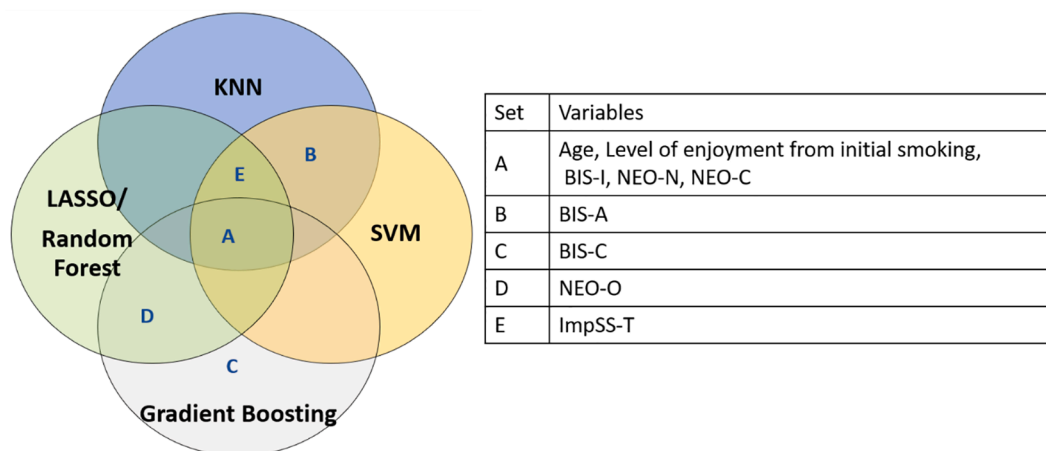 KNN
B
E
LASSO/
Random
Forest
SVM
A
D
C
Gradient Boosting
Set Variables
A Age, Level of enjoyment from initial smoking,
BIS-I, NEO-N, NEO-C
B BIS-A
C BIS-C
D NEO-O
E ImpSS-T